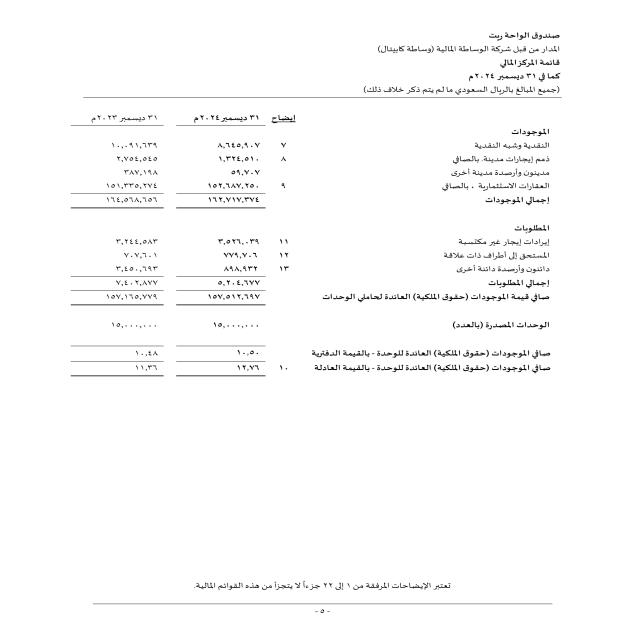 صندوق الواحة ريت
المدار من قبل شركة الوساطة المالية (وساطة كابيتال)
قائمة المركز المالي
كما في ٣١ ديسمبر ٢٠٢٤م
(جميع المبالغ بالريال السعودي ما لم يتم ذكر خلاف ذلك)
إيضاح ٣١ ديسمبر ٢٠٢٤م ٣١ ديسمبر ٢٠٢٣م
الموجودات
النقدية وشبه النقدية ٧ ٨,٦٤٥,٩٠٧ ١٠,٠٩١,٦٣٩
ذمم إيجارات مدينة، بالصافي ٨ ١,٣٢٤,٥١٠ ٢,٧٥٤,٥٤٥
مدينون وأرصدة مدينة أخرى ٥٩,٧٠٧ ٣٨٧,١٩٨
العقارات الاستثمارية ، بالصافي ٩ ١٥٢,٦٨٧,٢٥٠ ١٥١,٣٣٥,٢٧٤
إجمالي الموجودات ١٦٢,٧١٧,٣٧٤ ١٦٤,٥٦٨,٦٥٦
المطلوبات
إيرادات إيجار غير مكتسبة ١١ ٣,٥٢٦,٠٣٩ ٣,٢٤٤,٥٨٣
المستحق إلى أطراف ذات علاقة ١٢ ٧٧٩,٧٠٦ ٧٠٧,٦٠١
دائنون وأرصدة دائنة أخرى ١٣ ٨٩٨,٩٣٢ ٣,٤٥٠,٦٩٣
إجمالي المطلوبات ٥,٢٠٤,٦٧٧ ٧,٤٠٢,٨٧٧
صافي قيمة الموجودات (حقوق الملكية) العائدة لحاملي الوحدات ١٥٧,٥١٢,٦٩٧ ١٥٧,١٦٥,٧٧٩
الوحدات المصدرة (بالعدد) ١٥,٠٠٠,٠٠٠ ١٥,٠٠٠,٠٠٠
صافي الموجودات (حقوق الملكية) العائدة للوحدة - بالقيمة الدفترية ١٠,٥٠ ١٠,٤٨
صافي الموجودات (حقوق الملكية) العائدة للوحدة - بالقيمة العادلة ١٠ ١٢,٧٦ ١١,٣٦
تعتبر الإيضاحات المرفقة من ١ إلى ٢٢ جزءاً لا يتجزأ من هذه القوائم المالية.
- ٥ -